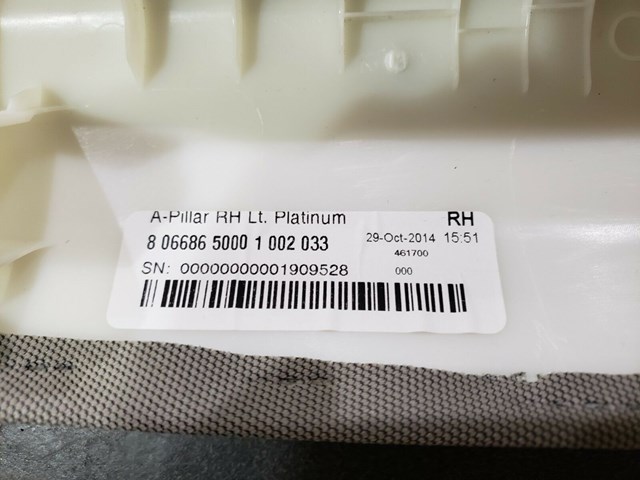 A-Pillar RH Lt. Platinum RH
8 06686 5000 1 002 033 29-Oct-2014 15:51
461700
SN: 00000000001909528 000